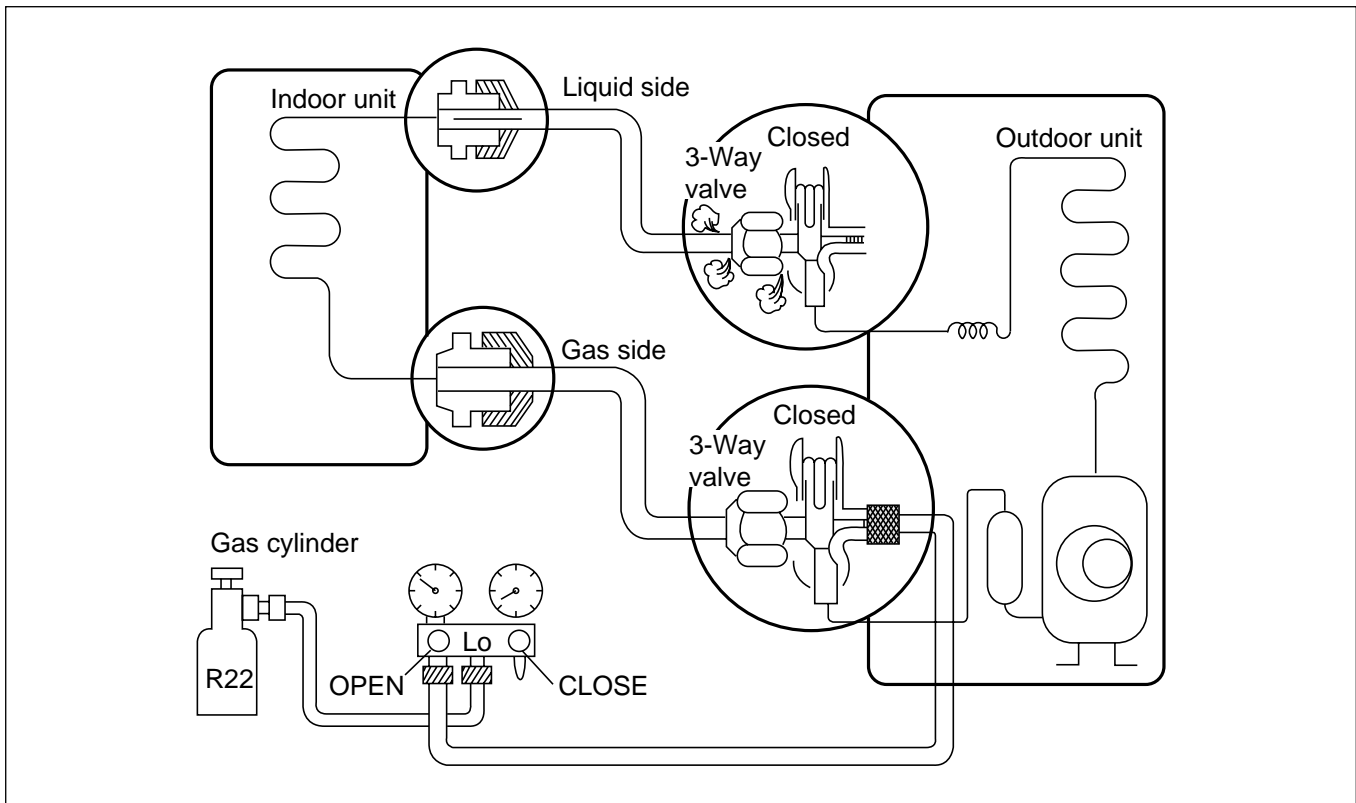 Indoor unit
Liquid side
Closed
3-Way
valve
Outdoor unit
Gas side
Closed
3-Way
valve
Gas cylinder
R22
Lo
OPEN
CLOSE